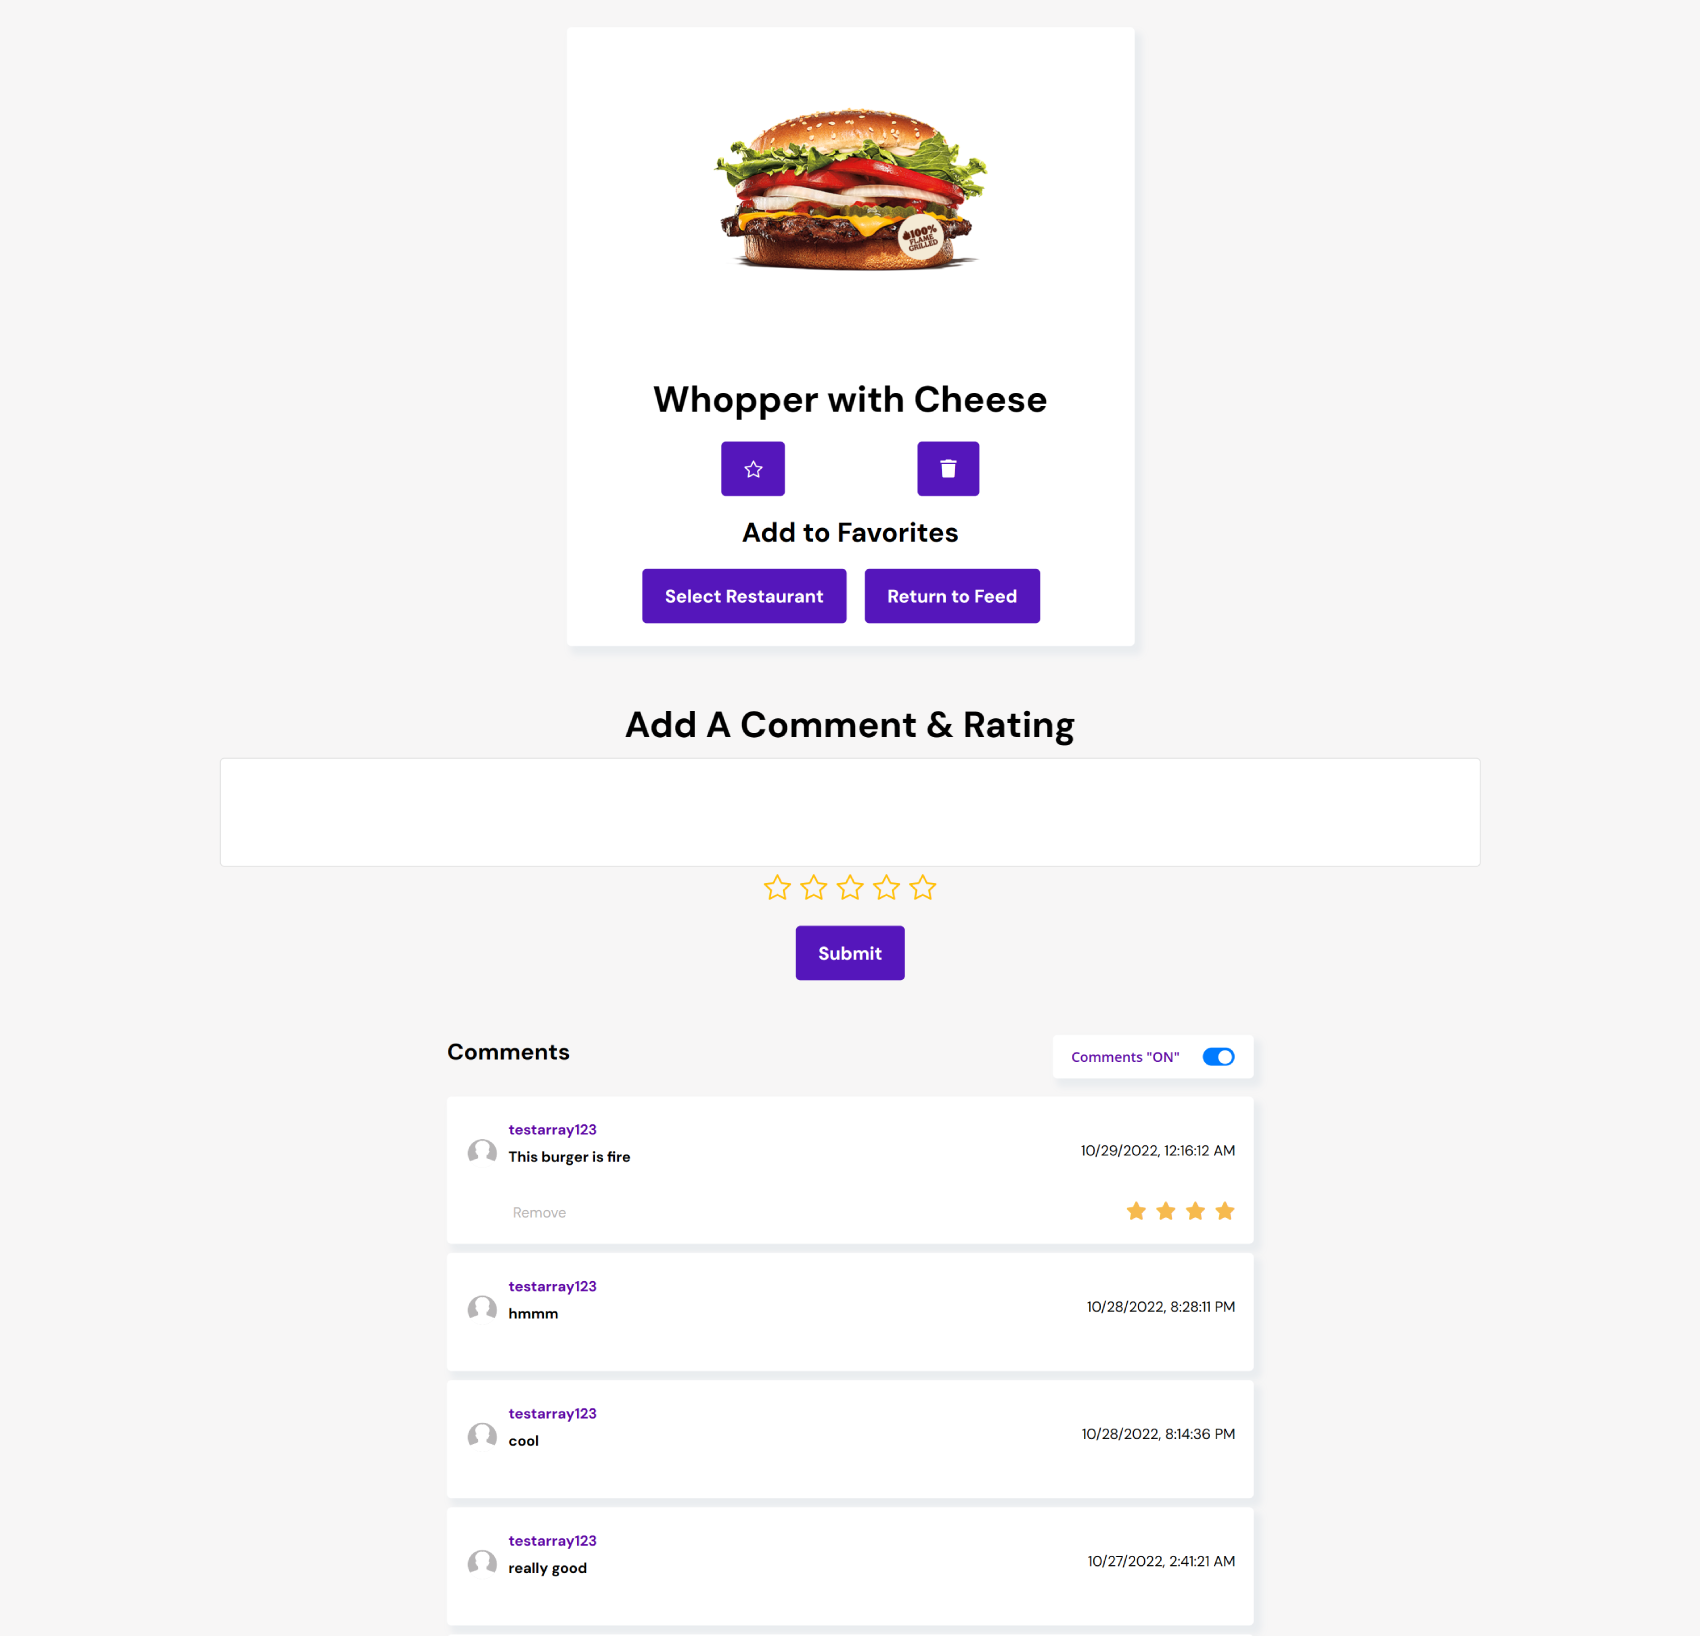 100%
FLAME
GRILLED
Whopper with Cheese
Add to Favorites
Select Restaurant Return to Feed
Add A Comment & Rating
Submit
Comments
Comments "ON"
testarray123
This burger is fire
10/29/2022, 12:16:12 AM
Remove
testarray123
hmmm
10/28/2022, 8:28:11 PM
testarray123
cool
10/28/2022, 8:14:36 PM
testarray123
really good
10/27/2022, 2:41:21 AM